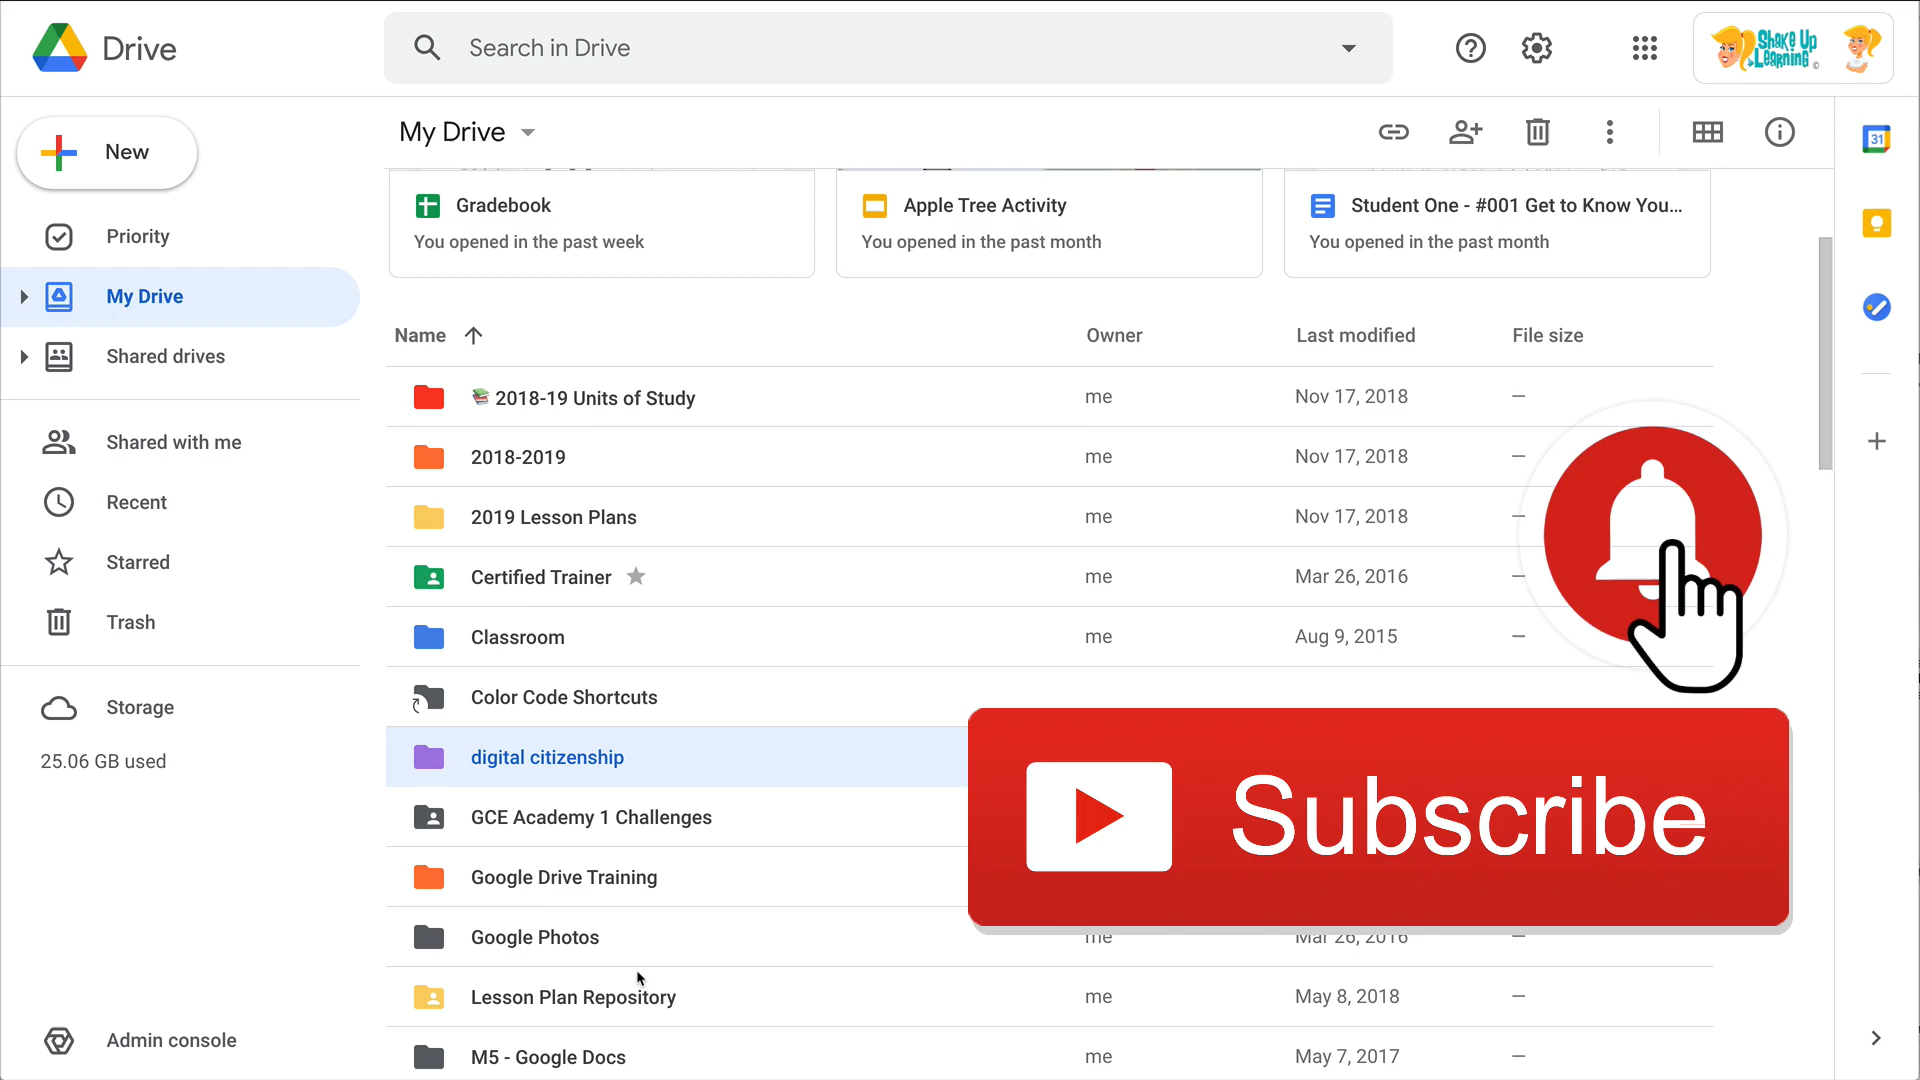 Drive
Search in Drive
Shake Up
Learning
New
My Drive
Gradebook
You opened in the past week
Apple Tree Activity
You opened in the past month
Student One - #001 Get to Know You...
You opened in the past month
31
Priority
My Drive
Shared drives
Shared with me
Recent
Starred
Trash
Storage
25.06 GB used
Admin console
Name Owner Last modified File size
2018-19 Units of Study me Nov 17, 2018 —
2018-2019 me Nov 17, 2018 —
2019 Lesson Plans me Nov 17, 2018 —
Certified Trainer me Mar 26, 2016 —
Classroom me Aug 9, 2015 —
Color Code Shortcuts
digital citizenship
GCE Academy 1 Challenges
Google Drive Training
Google Photos me Mar 26, 2016 —
Lesson Plan Repository me May 8, 2018 —
M5 - Google Docs me May 7, 2017 —
Subscribe